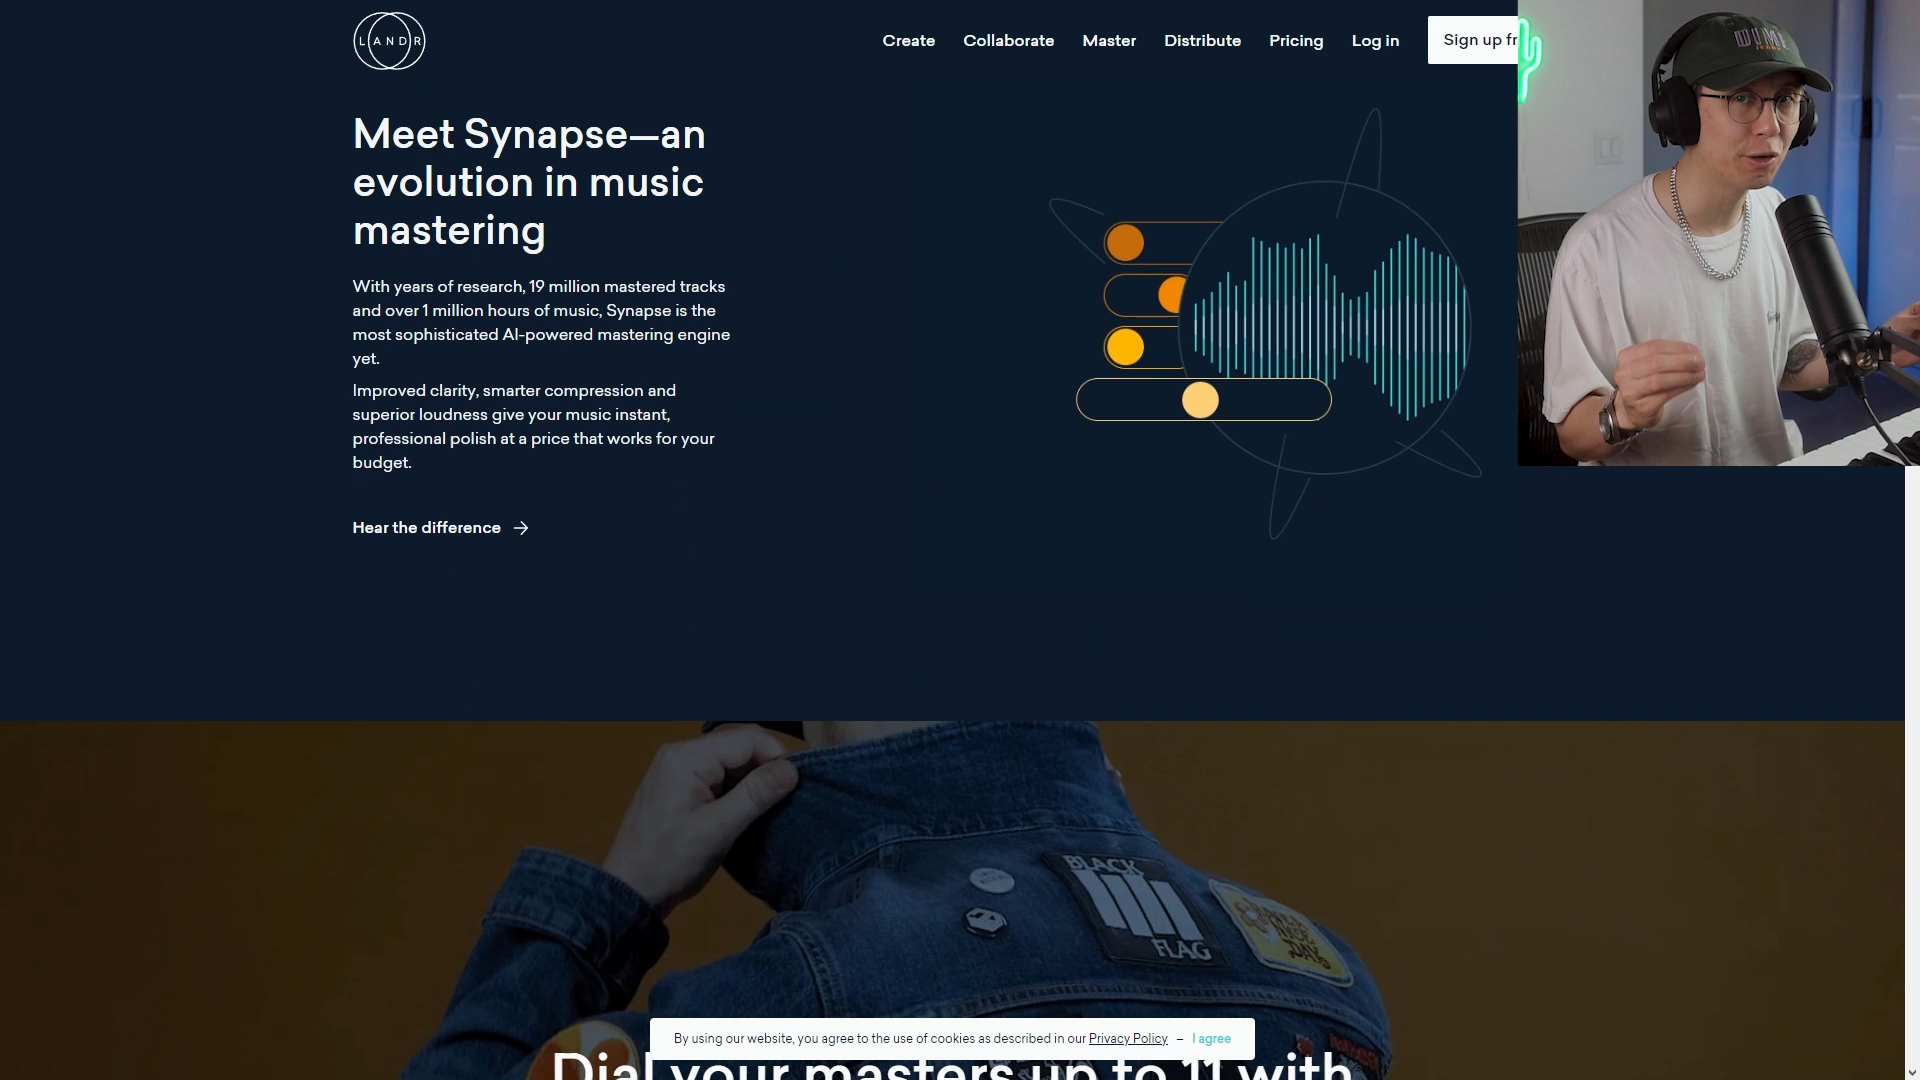 LANDR
Create Collaborate Master Distribute Pricing Log in Sign up fr
DIME
Meet Synapse—an
evolution in music
mastering
With years of research, 19 million mastered tracks
and over 1 million hours of music, Synapse is the
most sophisticated AI-powered mastering engine
yet.
Improved clarity, smarter compression and
superior loudness give your music instant,
professional polish at a price that works for your
budget.
Hear the difference
BLACK
FLAG
NICE
DAY
By using our website, you agree to the use of cookies as described in our Privacy Policy – I agree
Dial your masters up to 11 with